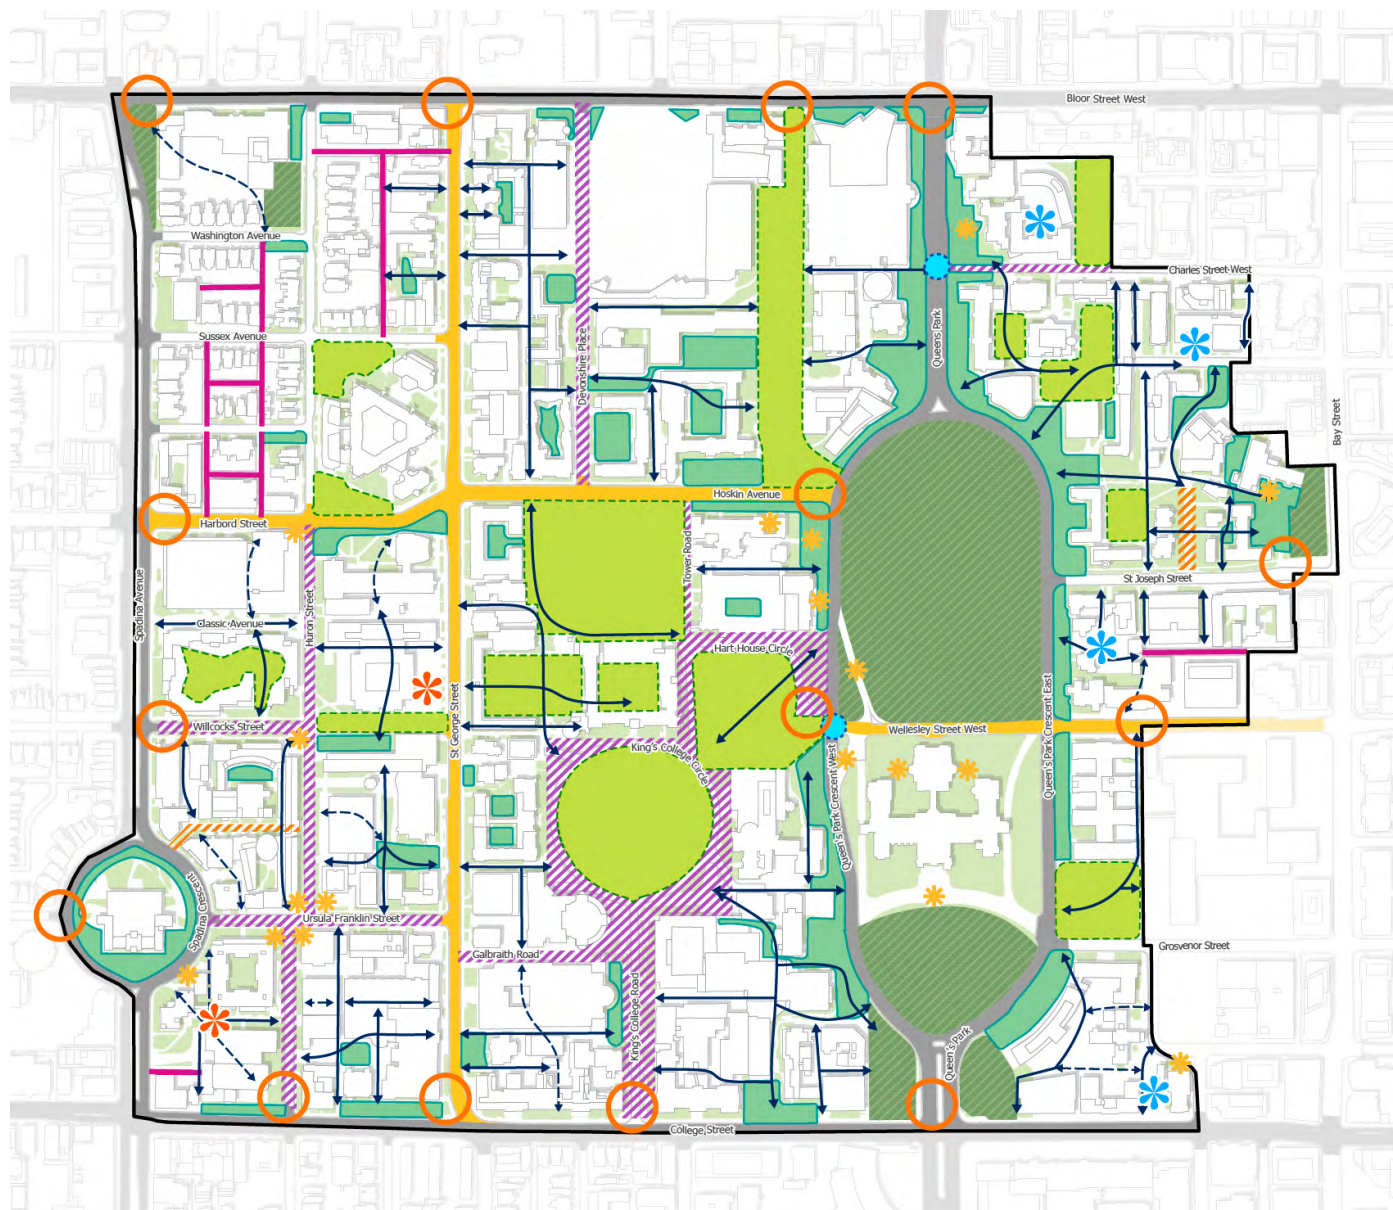 Bloor Street West
Washington Avenue
Charles Street West
Sussex Avenue
Devonshire Place
Queens Park
Bay Street
Hoskin Avenue
Harbord Street
Tower Road
St Joseph Street
Spadina Avenue
Huron Street
Classic Avenue
Hart House Circle
Willcocks Street
St George Street
King's College Circle
Wellesley Street West
Queen's Park Crescent East
Queen's Park Crescent West
Spadina Crescent
Ursula Franklin Street
Galbraith Road
Grosvenor Street
King's College Road
Queen's Park
College Street